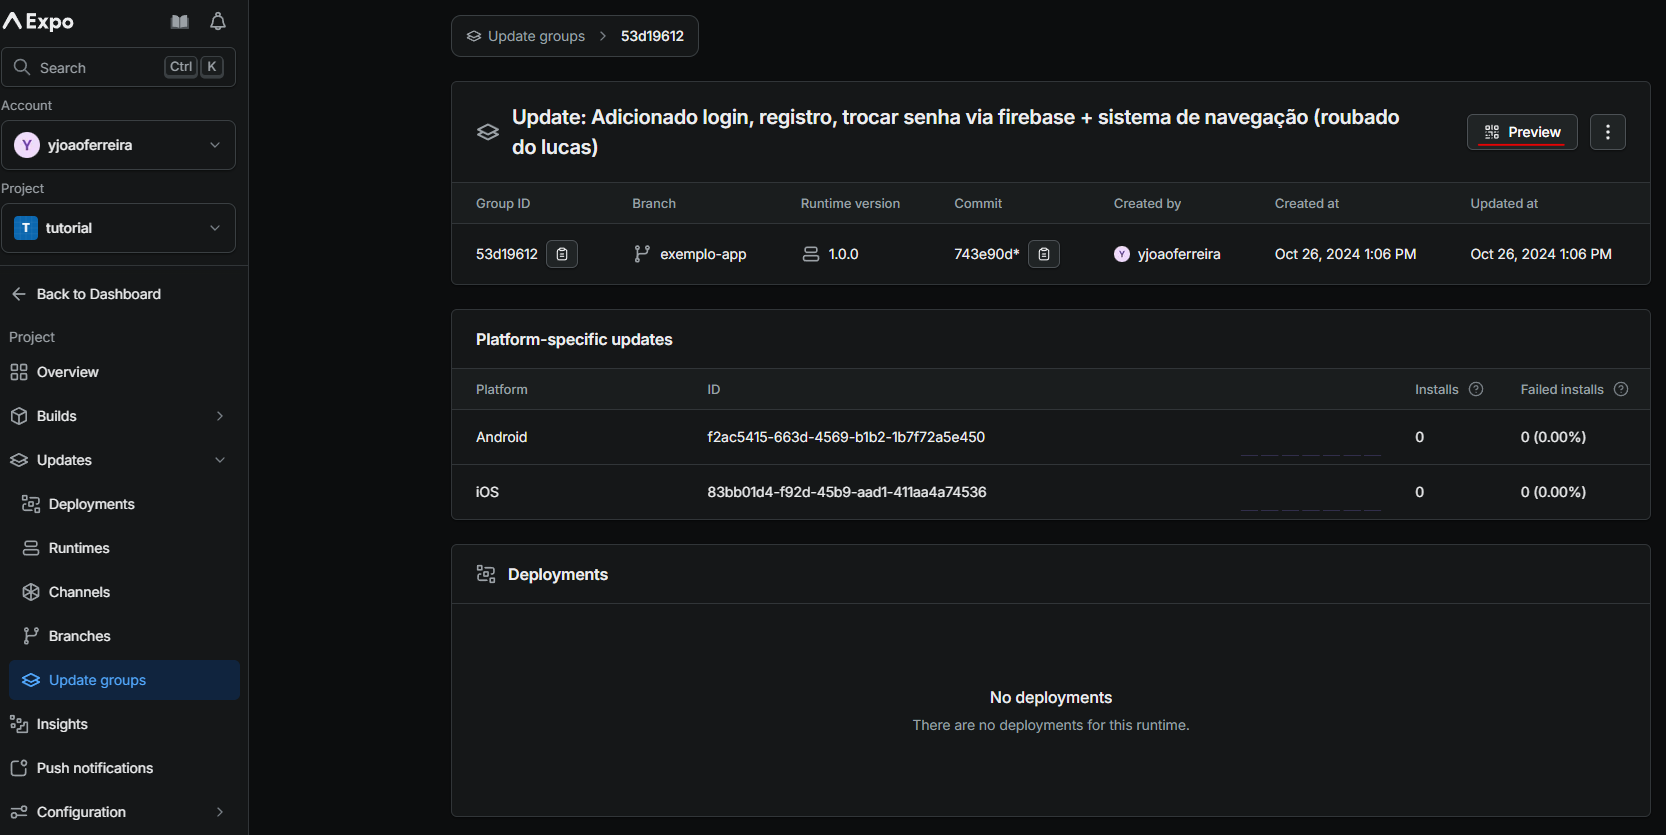 Expo
Search Ctrl K
Account
Y yjoaoferreira
Project
T tutorial
Back to Dashboard
Project
Overview
Builds
Updates
Deployments
Runtimes
Channels
Branches
Update groups
Insights
Push notifications
Configuration
Update groups > 53d19612
Update: Adicionado login, registro, trocar senha via firebase + sistema de navegação (roubado
do lucas)
Preview
Group ID Branch Runtime version Commit Created by Created at Updated at
53d19612 exemplo-app 1.0.0 743e90d* Y yjoaoferreira Oct 26, 2024 1:06 PM Oct 26, 2024 1:06 PM
Platform-specific updates
Platform ID Installs ? Failed installs ?
Android f2ac5415-663d-4569-b1b2-1b7f72a5e450 0 0 (0.00%)
iOS 83bb01d4-f92d-45b9-aad1-411aa4a74536 0 0 (0.00%)
Deployments
No deployments
There are no deployments for this runtime.